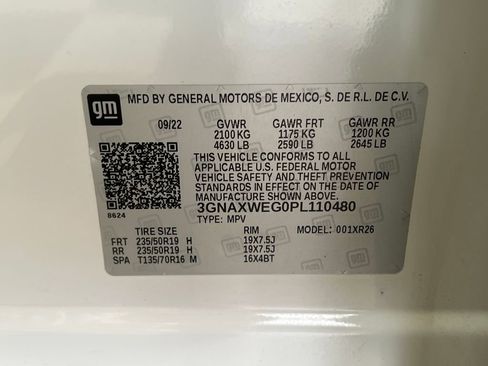 gm MFD BY GENERAL MOTORS DE MEXICO, S. DE R.L. DE C.V.
09/22 GVWR GAWR FRT GAWR RR
2100 KG 1175 KG 1200 KG
4630 LB 2590 LB 2645 LB
THIS VEHICLE CONFORMS TO ALL
APPLICABLE U.S. FEDERAL MOTOR
VEHICLE SAFETY AND THEFT PREVENTION
STANDARDS IN EFFECT ON THE DATE OF
MANUFACTURE SHOWN ABOVE.
3GNAXWEG0PL110480
8624 TYPE: MPV
TIRE SIZE RIM MODEL: 001XR26
FRT 235/50R19 H 19X7.5J
RR 235/50R19 H 19X7.5J
SPA T135/70R16 M 16X4BT